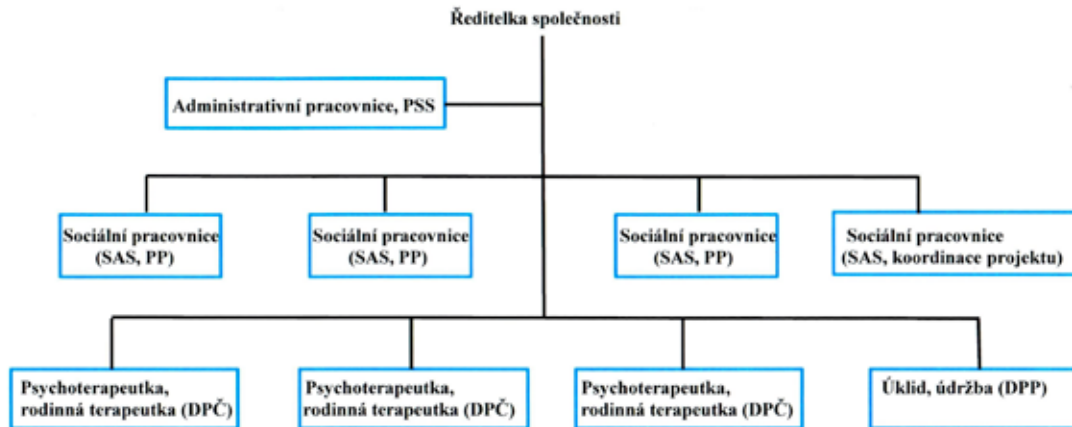 Ředitelka společnosti
Administrativní pracovnice, PSS
Sociální pracovnice
(SAS, PP)
Sociální pracovnice
(SAS, PP)
Sociální pracovnice
(SAS, PP)
Sociální pracovnice
(SAS, koordinace projektu)
Psychoterapeutka,
rodinná terapeutka (DPČ)
Psychoterapeutka,
rodinná terapeutka (DPČ)
Psychoterapeutka,
rodinná terapeutka (DPČ)
Úklid, údržba (DPP)